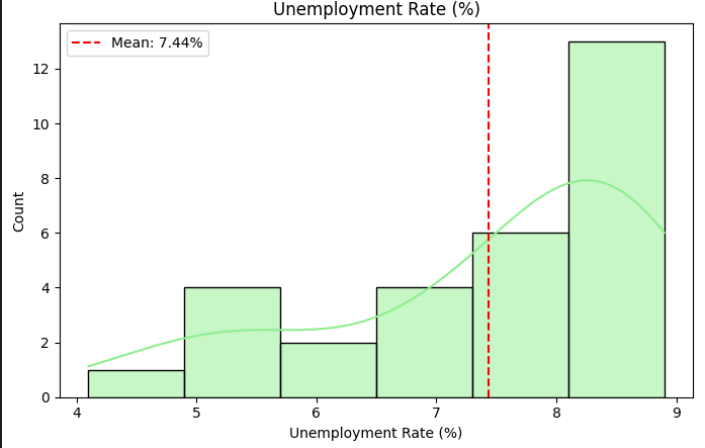 Unemployment Rate (%)
Mean: 7.44%
12
10
8
6
4
2
0
Count
4 5 6 7 8 9
Unemployment Rate (%)